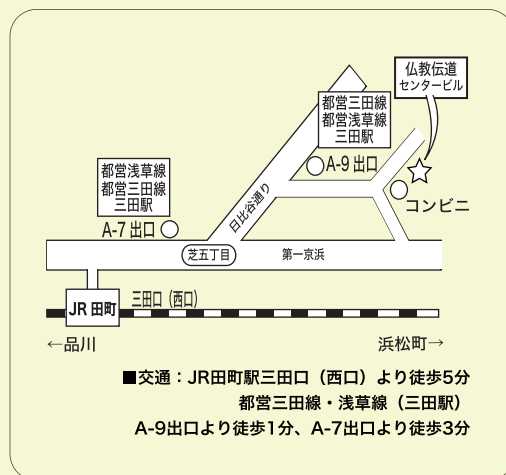 仏教伝道
センタービル
都営三田線
都営浅草線
三田駅
A-9 出口
コンビニ
都営浅草線
都営三田線
三田駅
A-7 出口
日比谷通り
芝五丁目
第一京浜
JR 田町
三田口（西口）
←品川
浜松町→
■交通：JR田町駅三田口（西口）より徒歩5分
都営三田線・浅草線（三田駅）
A-9出口より徒歩1分、A-7出口より徒歩3分